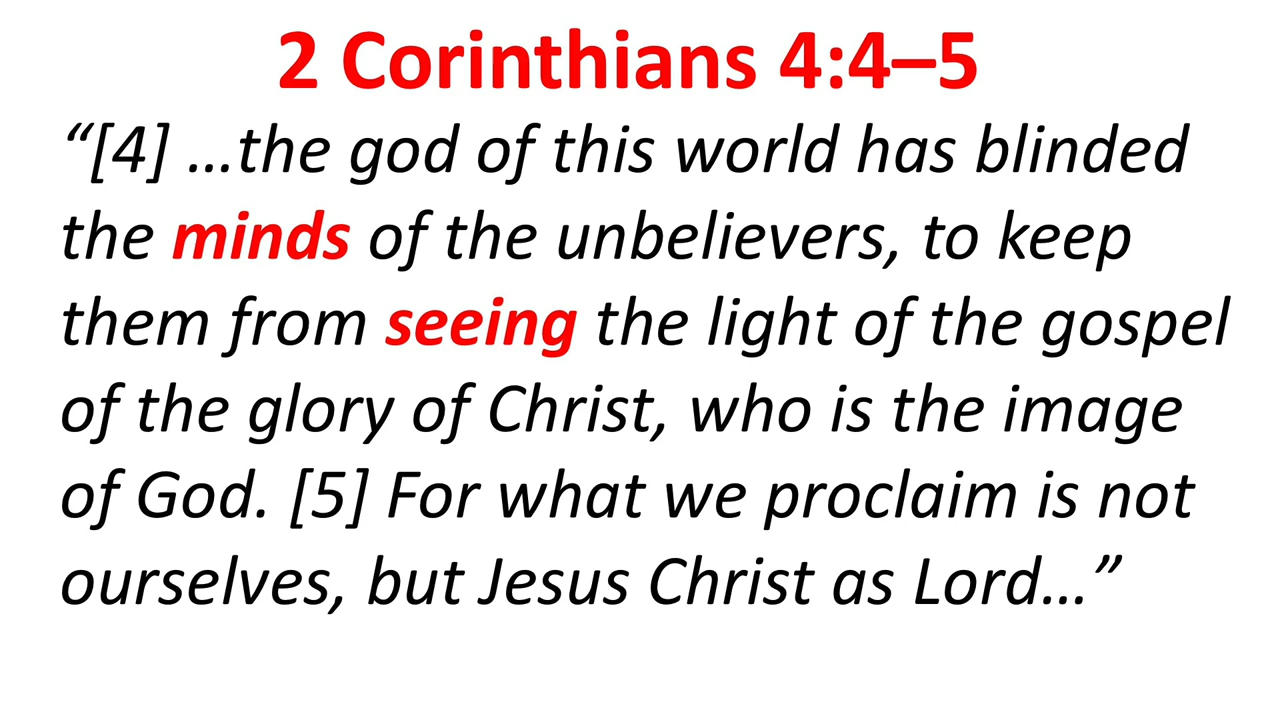 2 Corinthians 4:4–5
“[4] …the god of this world has blinded
the minds of the unbelievers, to keep
them from seeing the light of the gospel
of the glory of Christ, who is the image
of God. [5] For what we proclaim is not
ourselves, but Jesus Christ as Lord…”